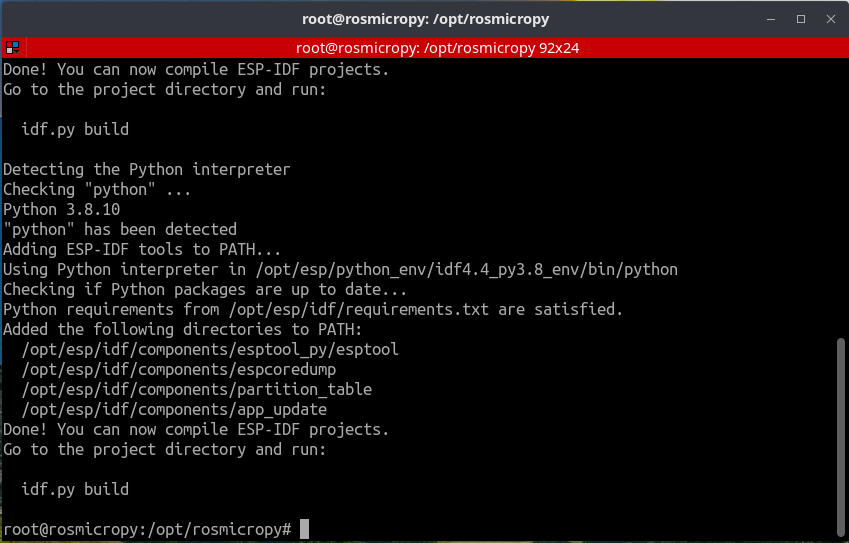 root@rosmicropy: /opt/rosmicropy
root@rosmicropy: /opt/rosmicropy 92x24
Done! You can now compile ESP-IDF projects.
Go to the project directory and run:
idf.py build
Detecting the Python interpreter
Checking "python" ...
Python 3.8.10
"python" has been detected
Adding ESP-IDF tools to PATH...
Using Python interpreter in /opt/esp/python_env/idf4.4_py3.8_env/bin/python
Checking if Python packages are up to date...
Python requirements from /opt/esp/idf/requirements.txt are satisfied.
Added the following directories to PATH:
/opt/esp/idf/components/esptool_py/esptool
/opt/esp/idf/components/espcoredump
/opt/esp/idf/components/partition_table
/opt/esp/idf/components/app_update
Done! You can now compile ESP-IDF projects.
Go to the project directory and run:
idf.py build
root@rosmicropy:/opt/rosmicropy#